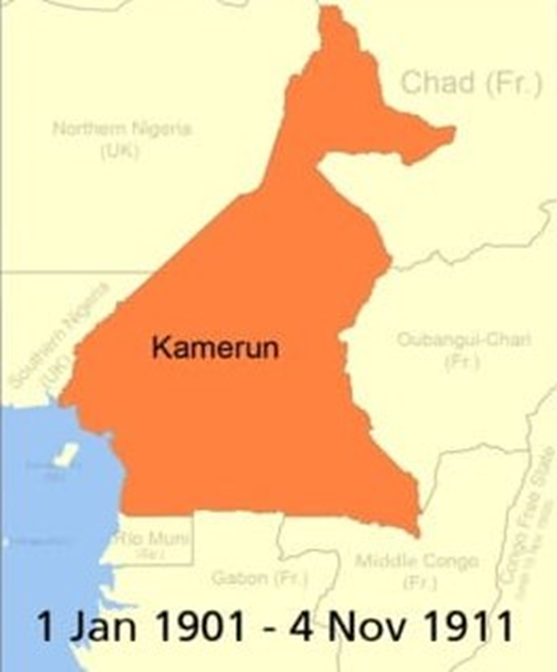 Chad (Fr.)
Northern Nigeria
(UK)
Southern Nigeria
(UK)
Kamerun
Oubangui-Chari
(Fr.)
Congo Free State
Rio Muni
(Sp.)
Gabon (Fr.)
Middle Congo
(Fr.)
1 Jan 1901 - 4 Nov 1911